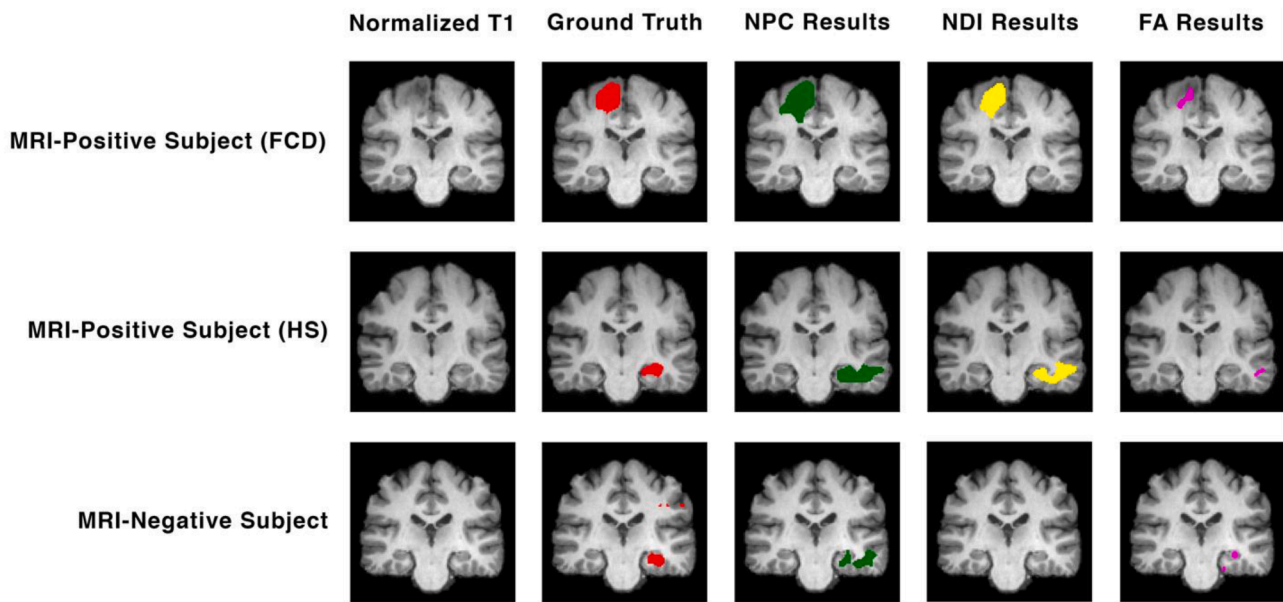 Normalized T1 Ground Truth NPC Results NDI Results FA Results
MRI-Positive Subject (FCD)
MRI-Positive Subject (HS)
MRI-Negative Subject